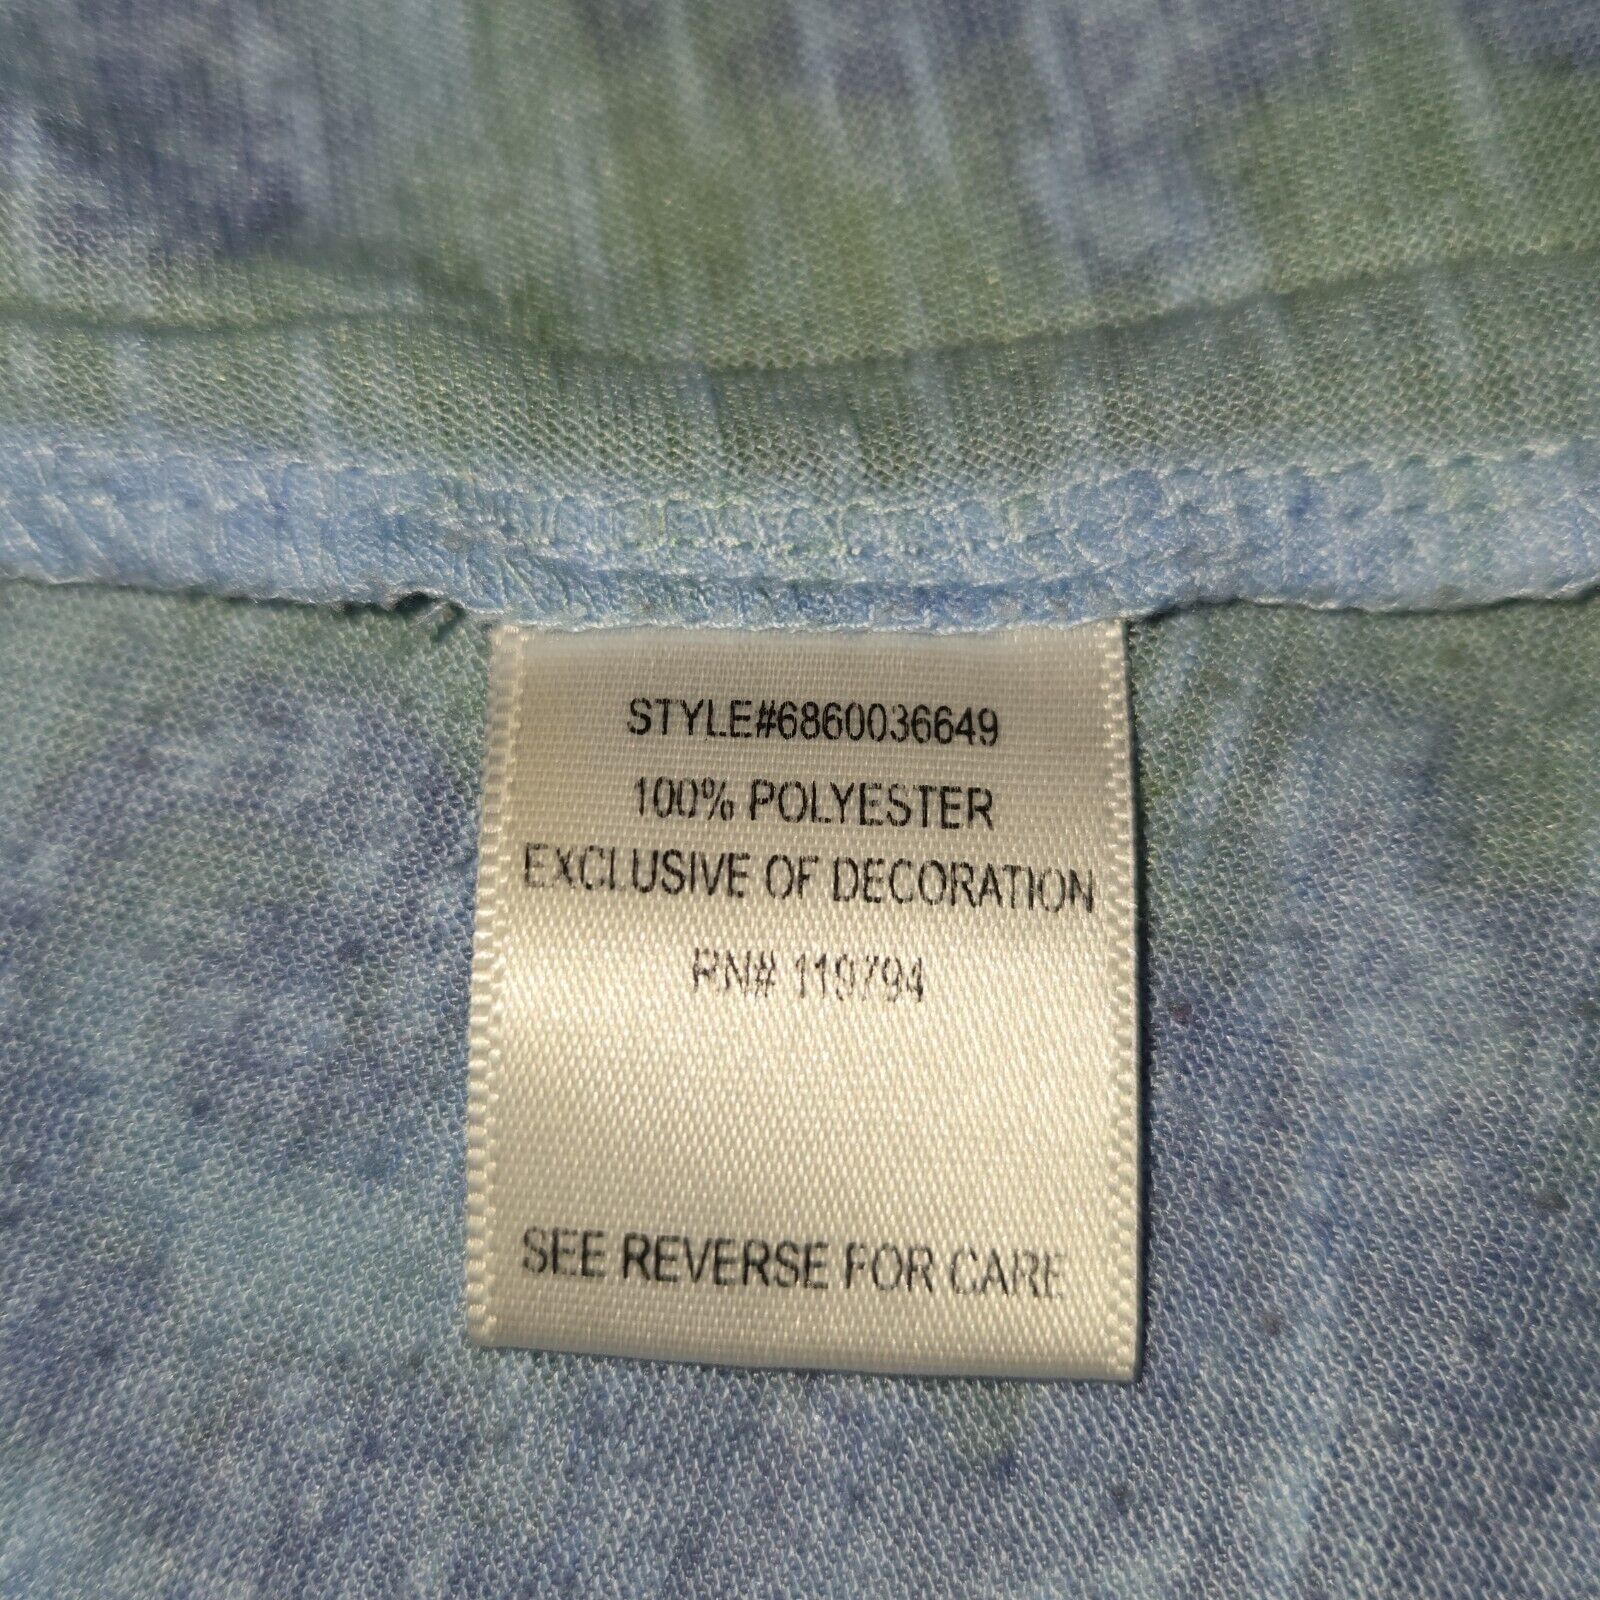 STYLE#6860036649
100% POLYESTER
EXCLUSIVE OF DECORATION
RN# 119794
SEE REVERSE FOR CARE